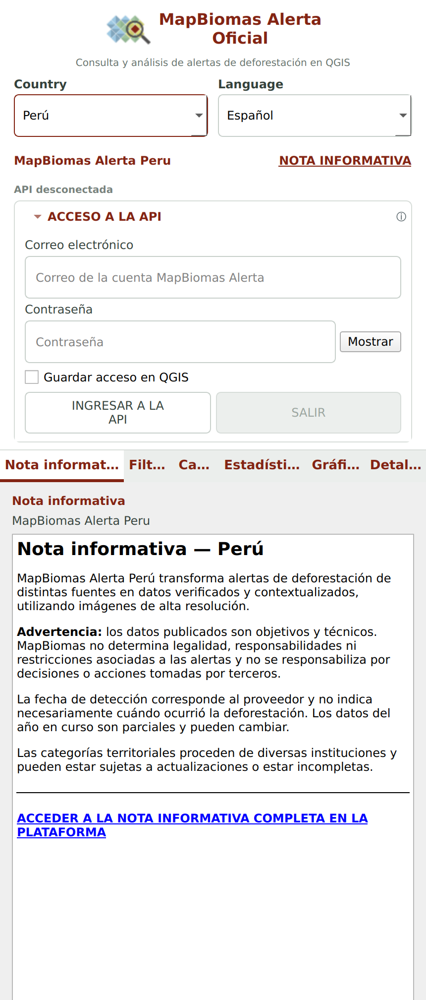 MapBiomas Alerta
Oficial
Consulta y análisis de alertas de deforestación en QGIS
Country
Language
Perú
Español
MapBiomas Alerta Peru
NOTA INFORMATIVA
API desconectada
ACCESO A LA API
ⓘ
Correo electrónico
Correo de la cuenta MapBiomas Alerta
Contraseña
Contraseña
Mostrar
Guardar acceso en QGIS
INGRESAR A LA
API
SALIR
Nota informat...
Filt...
Ca...
Estadísti...
Gráfi...
Detal...
Nota informativa
MapBiomas Alerta Peru
Nota informativa — Perú
MapBiomas Alerta Perú transforma alertas de deforestación de
distintas fuentes en datos verificados y contextualizados,
utilizando imágenes de alta resolución.
Advertencia: los datos publicados son objetivos y técnicos.
MapBiomas no determina legalidad, responsabilidades ni
restricciones asociadas a las alertas y no se responsabiliza por
decisiones o acciones tomadas por terceros.
La fecha de detección corresponde al proveedor y no indica
necesariamente cuándo ocurrió la deforestación. Los datos del
año en curso son parciales y pueden cambiar.
Las categorías territoriales proceden de diversas instituciones y
pueden estar sujetas a actualizaciones o estar incompletas.
ACCEDER A LA NOTA INFORMATIVA COMPLETA EN LA
PLATAFORMA